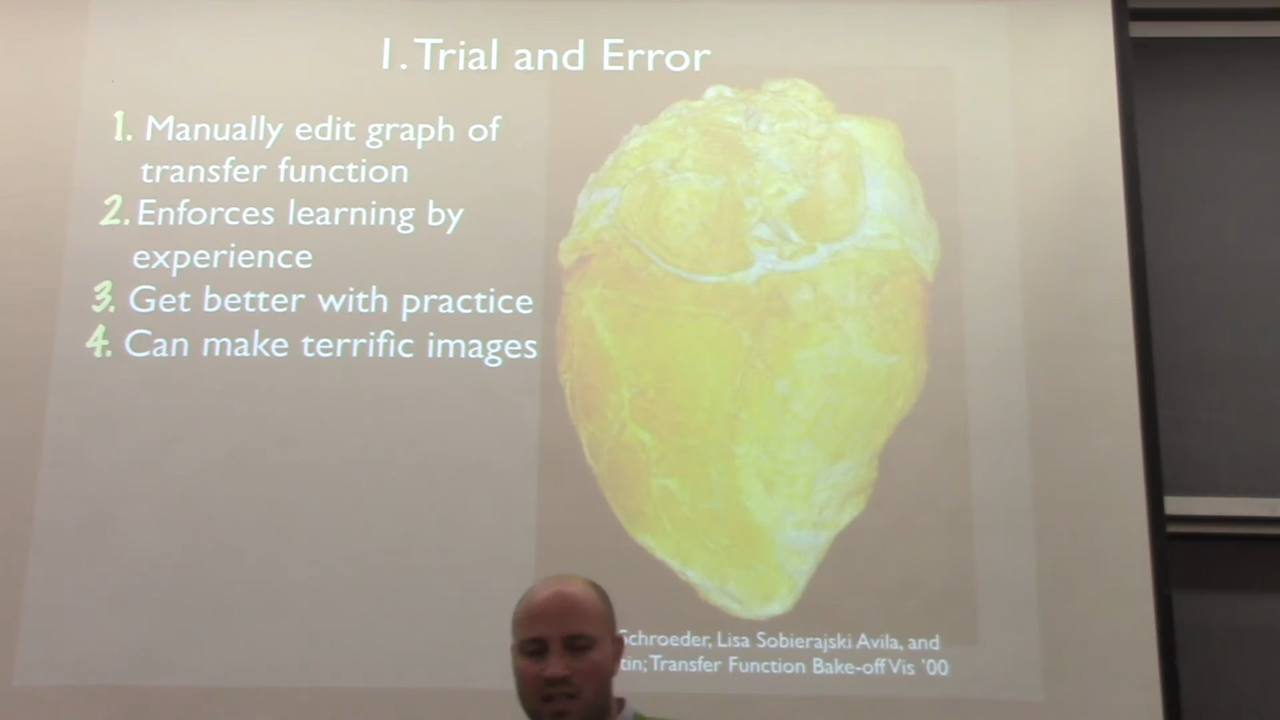 1. Trial and Error
1. Manually edit graph of
transfer function
2. Enforces learning by
experience
3. Get better with practice
4. Can make terrific images
Schroeder, Lisa Sobierajski Avila, and
tin; Transfer Function Bake-off Vis '00